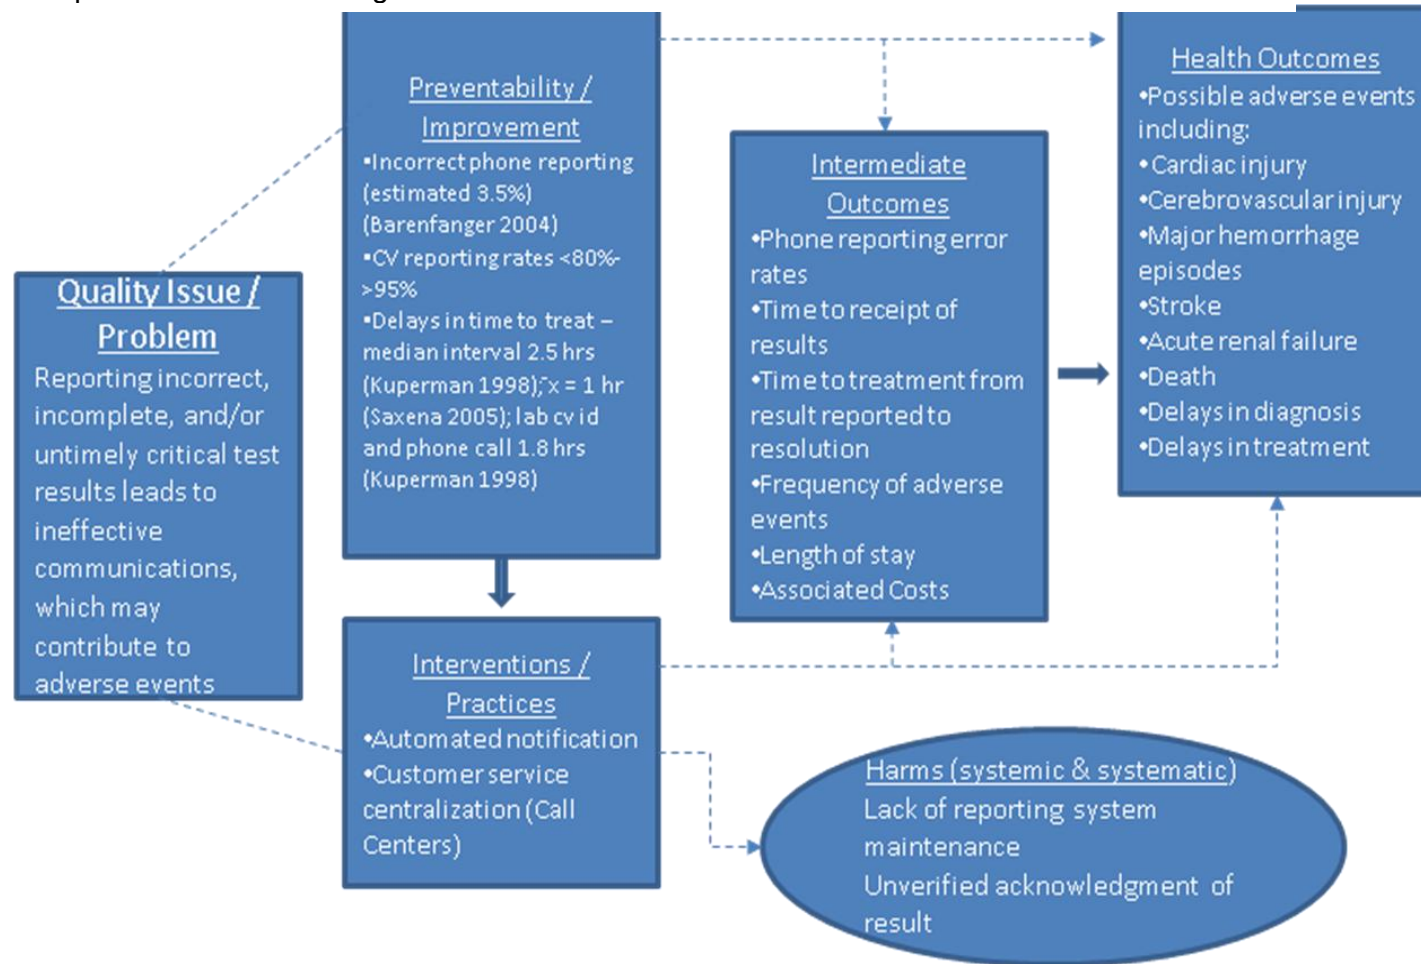 Quality Issue /
Problem
Reporting incorrect,
incomplete, and/or
untimely critical test
results leads to
ineffective
communications,
which may
contribute to
adverse events
Preventability /
Improvement
•Incorrect phone reporting
(estimated 3.5%)
(Barenfanger 2004)
•CV reporting rates <80%-
>95%
•Delays in time to treat –
median interval 2.5 hrs
(Kuperman 1998); x̃ = 1 hr
(Saxena 2005); lab cv id
and phone call 1.8 hrs
(Kuperman 1998)
Interventions /
Practices
•Automated notification
•Customer service
centralization (Call
Centers)
Intermediate
Outcomes
•Phone reporting error
rates
•Time to receipt of
results
•Time to treatment from
result reported to
resolution
•Frequency of adverse
events
•Length of stay
•Associated Costs
Health Outcomes
•Possible adverse events
including:
•Cardiac injury
•Cerebrovascular injury
•Major hemorrhage
episodes
•Stroke
•Acute renal failure
•Death
•Delays in diagnosis
•Delays in treatment
Harms (systemic & systematic)
Lack of reporting system
maintenance
Unverified acknowledgment of
result